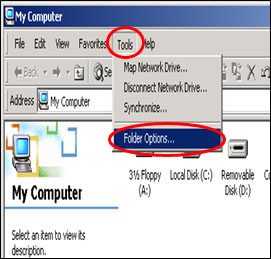 My Computer
File Edit View Favorites Tools Help
Back
Map Network Drive...
Disconnect Network Drive...
Synchronize...
Folder Options...
Address My Computer
My Computer
3½ Floppy (A:)
Local Disk (C:)
Removable Disk (D:)
Select an item to view its
description.